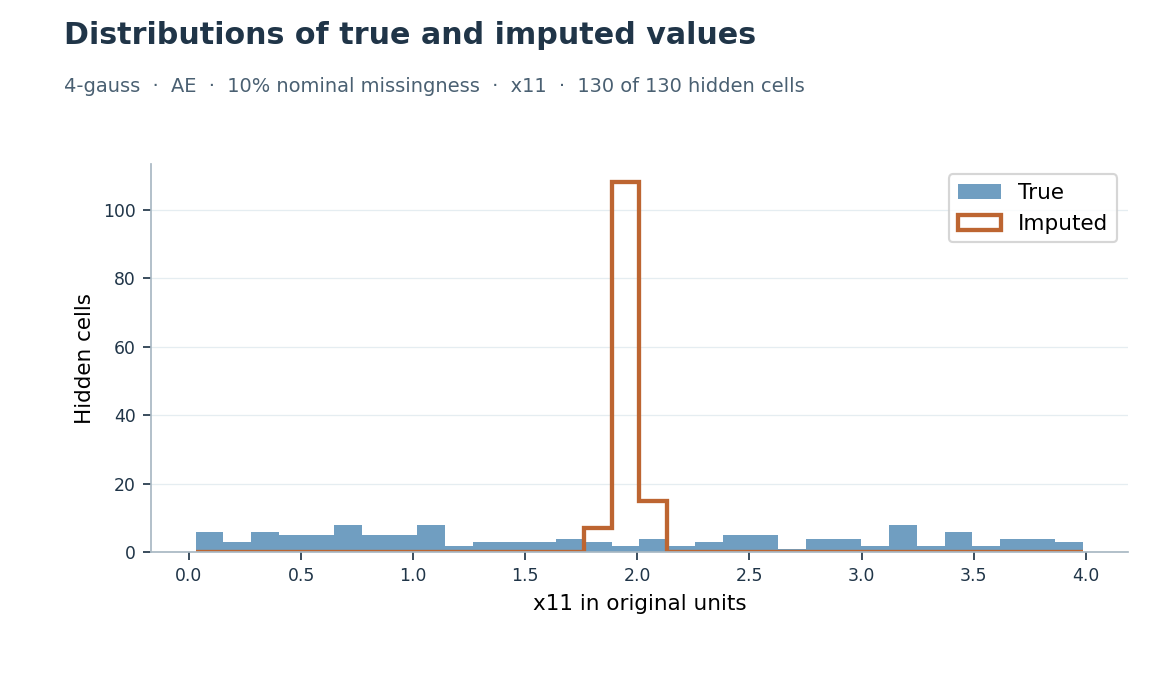 Distributions of true and imputed values
4-gauss · AE · 10% nominal missingness · x11 · 130 of 130 hidden cells
True
Imputed
Hidden cells
100
80
60
40
20
0
0.0 0.5 1.0 1.5 2.0 2.5 3.0 3.5 4.0
x11 in original units